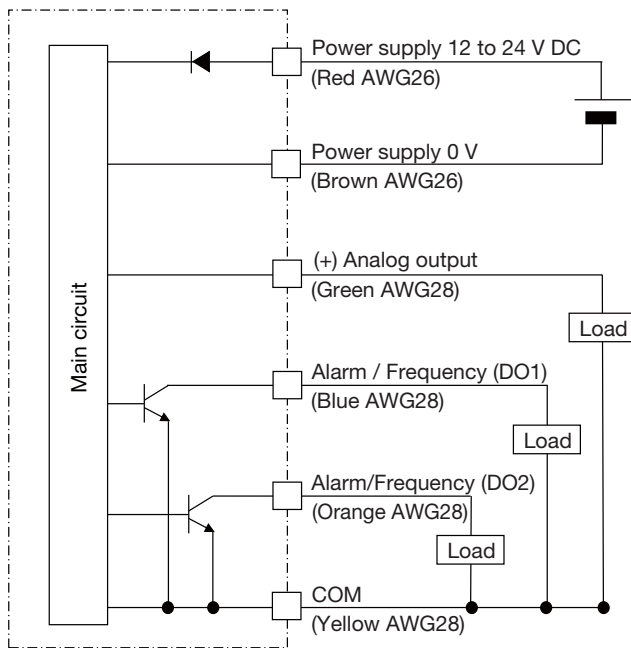 Power supply 12 to 24 V DC
(Red AWG26)
Power supply 0 V
(Brown AWG26)
(+) Analog output
(Green AWG28)
Load
Main circuit
Alarm / Frequency (DO1)
(Blue AWG28)
Load
Alarm/Frequency (DO2)
(Orange AWG28)
Load
COM
(Yellow AWG28)